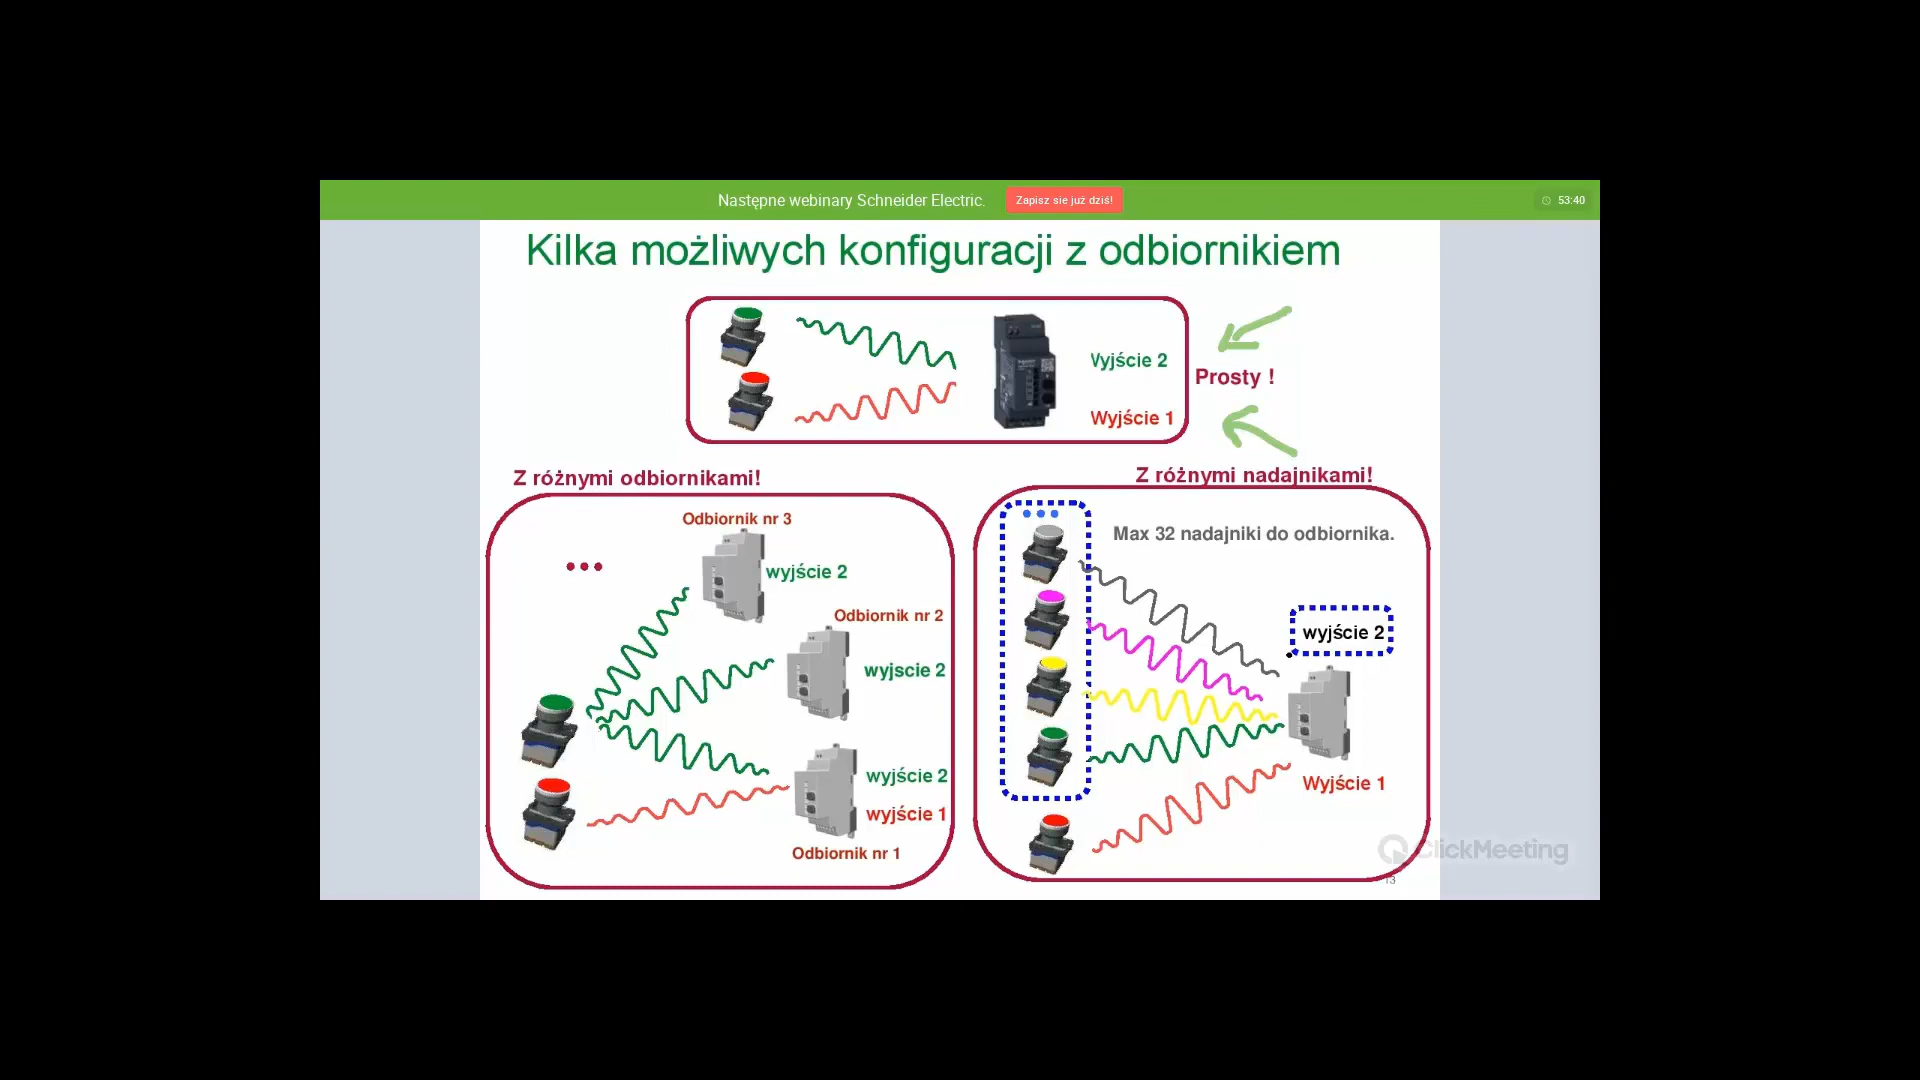 Następne webinary Schneider Electric.
Zapisz sie już dziś!
53:40
Kilka możliwych konfiguracji z odbiornikiem
Wyjście 2
Prosty !
Wyjście 1
Z różnymi odbiornikami!
Z różnymi nadajnikami!
Odbiornik nr 3
wyjście 2
Odbiornik nr 2
wyjscie 2
wyjście 2
wyjście 1
Odbiornik nr 1
Max 32 nadajniki do odbiornika.
wyjście 2
Wyjście 1
ClickMeeting
13